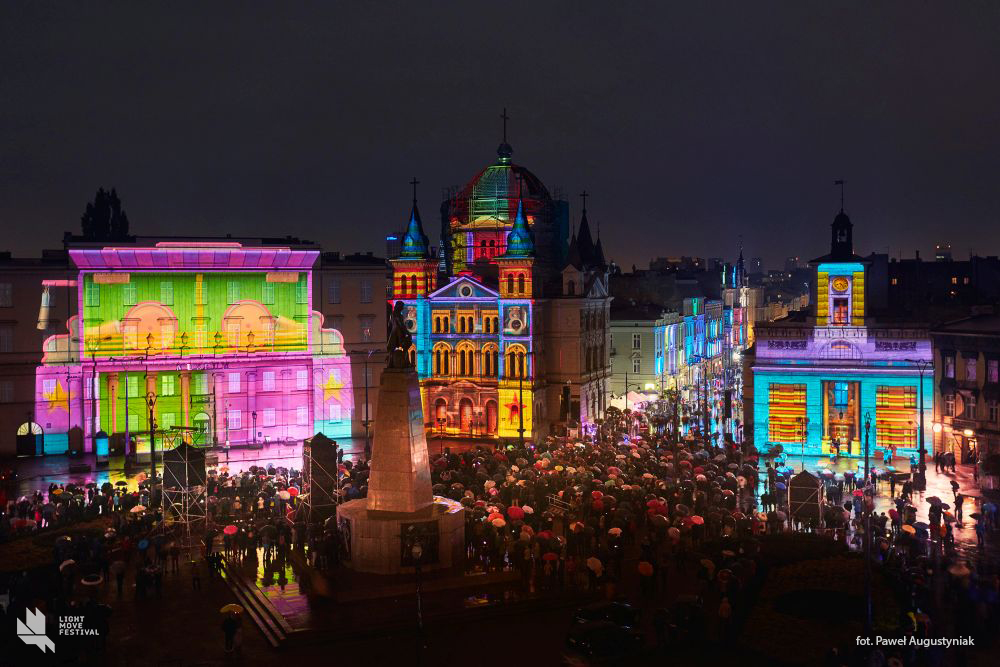 LIGHT
MOVE
FESTIVAL
fot. Paweł Augustyniak